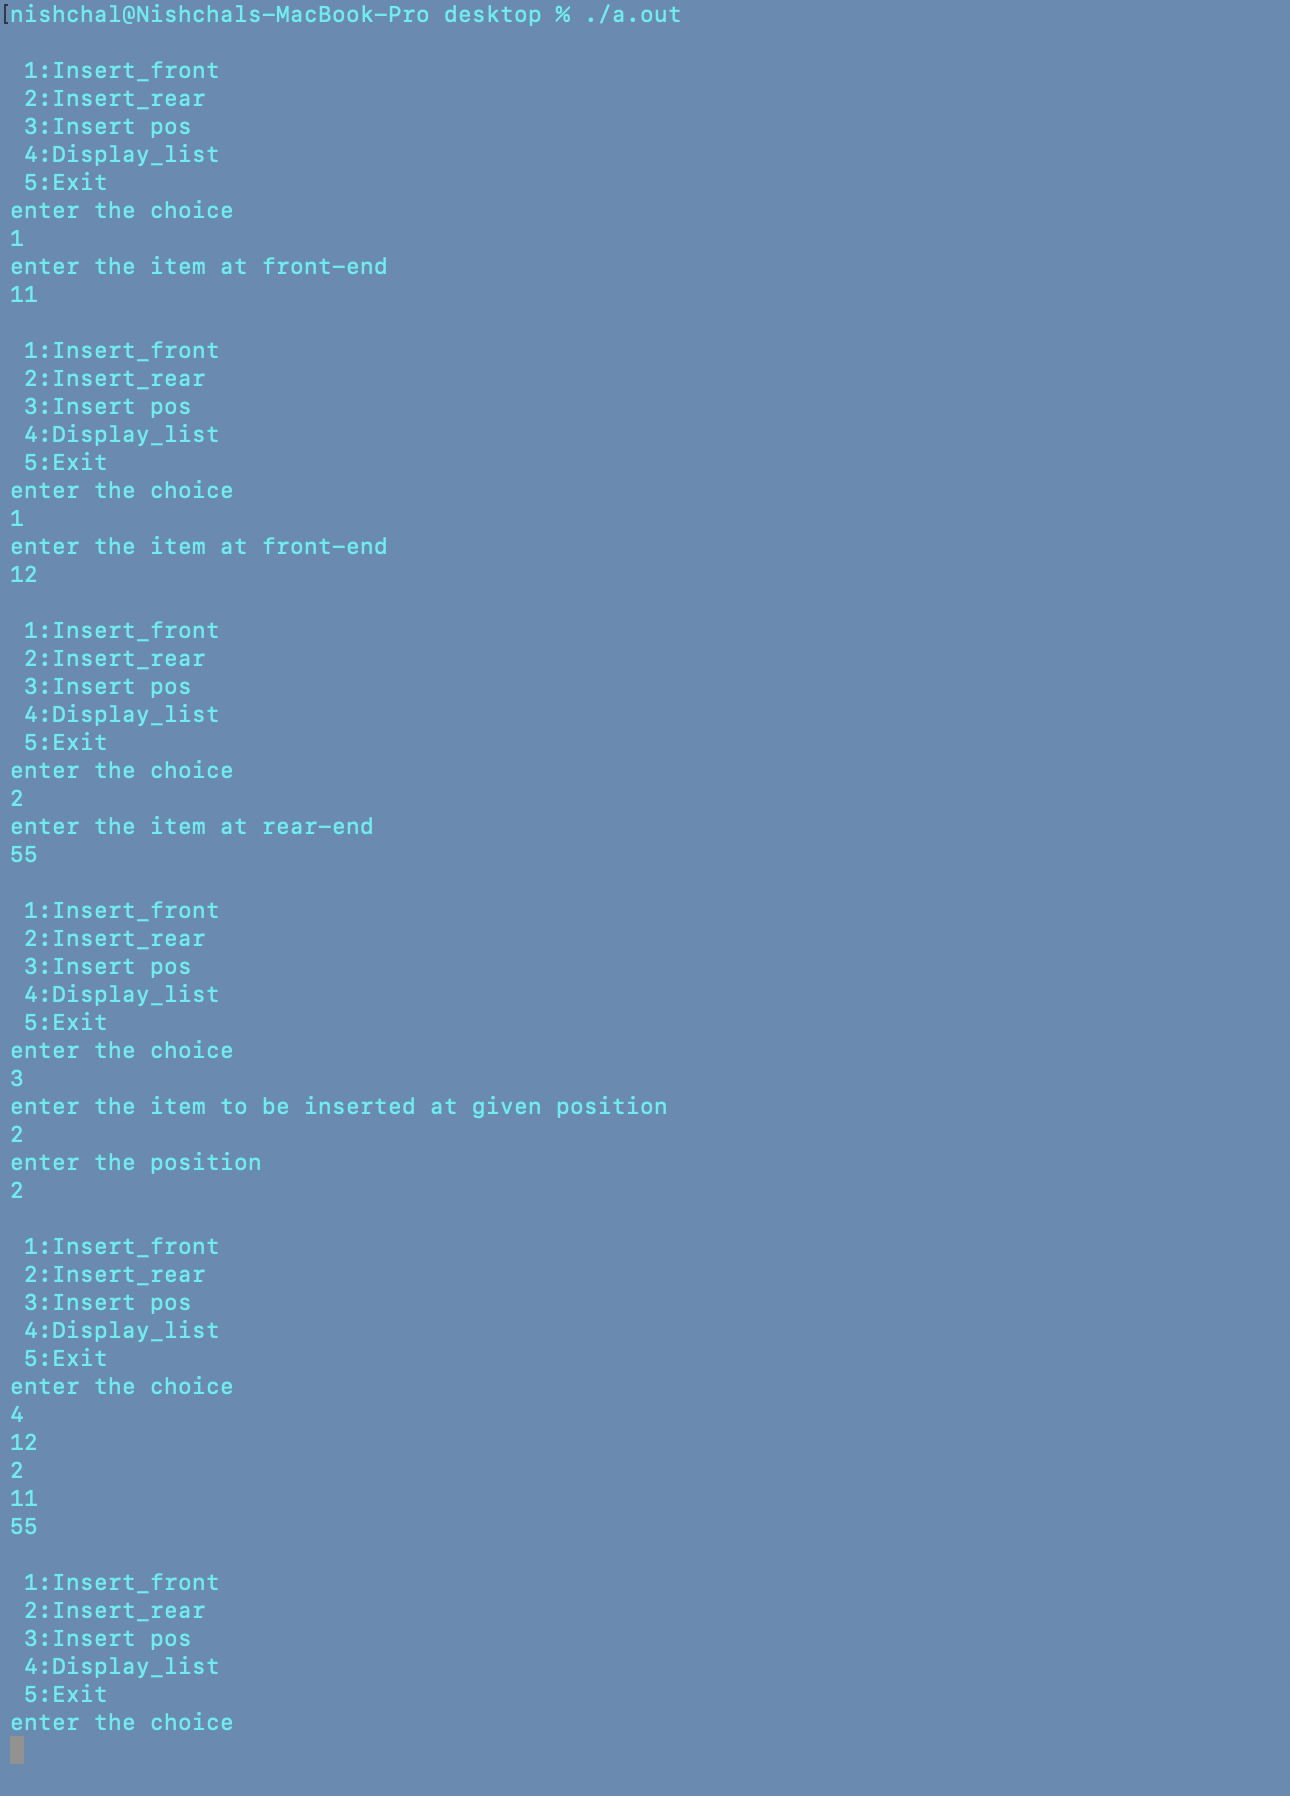 [nishchal@Nishchals-MacBook-Pro desktop % ./a.out
1:Insert_front
2:Insert_rear
3:Insert pos
4:Display_list
5:Exit
enter the choice
1
enter the item at front-end
11
1:Insert_front
2:Insert_rear
3:Insert pos
4:Display_list
5:Exit
enter the choice
1
enter the item at front-end
12
1:Insert_front
2:Insert_rear
3:Insert pos
4:Display_list
5:Exit
enter the choice
2
enter the item at rear-end
55
1:Insert_front
2:Insert_rear
3:Insert pos
4:Display_list
5:Exit
enter the choice
3
enter the item to be inserted at given position
2
enter the position
2
1:Insert_front
2:Insert_rear
3:Insert pos
4:Display_list
5:Exit
enter the choice
4
12
2
11
55
1:Insert_front
2:Insert_rear
3:Insert pos
4:Display_list
5:Exit
enter the choice